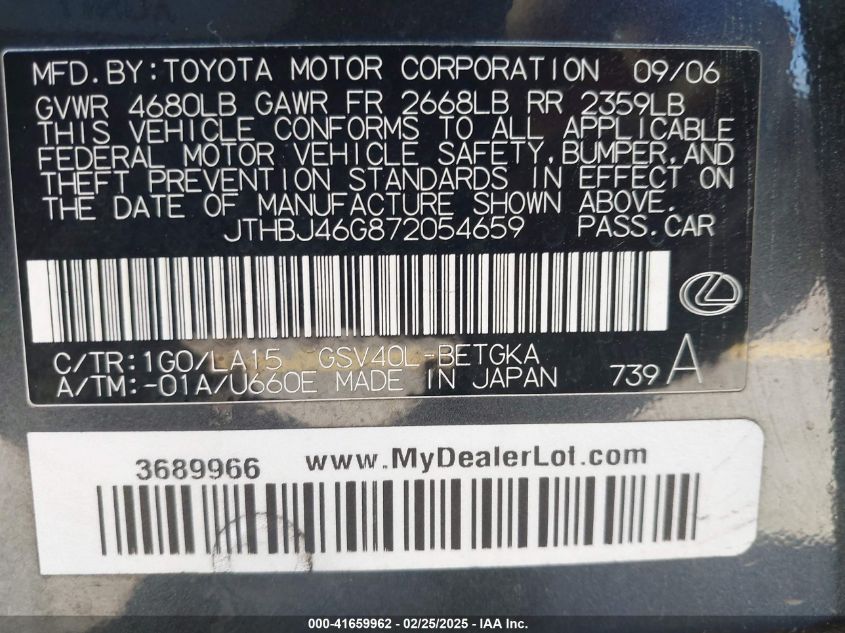 MFD.BY:TOYOTA MOTOR CORPORATION 09/06
GVWR 4680LB GAWR FR 2668LB RR 2359LB
THIS VEHICLE CONFORMS TO ALL APPLICABLE
FEDERAL MOTOR VEHICLE SAFETY,BUMPER,AND
THEFT PREVENTION STANDARDS IN EFFECT ON
THE DATE OF MANUFACTURE SHOWN ABOVE.
JTHBJ46G872054659 PASS.CAR
C/TR:1G0/LA15 GSV40L-BETGKA
A/TM:-01A/U660E MADE IN JAPAN 739 A
3689966 www.MyDealerLot.com
000-41659962 - 02/25/2025 - IAA Inc.